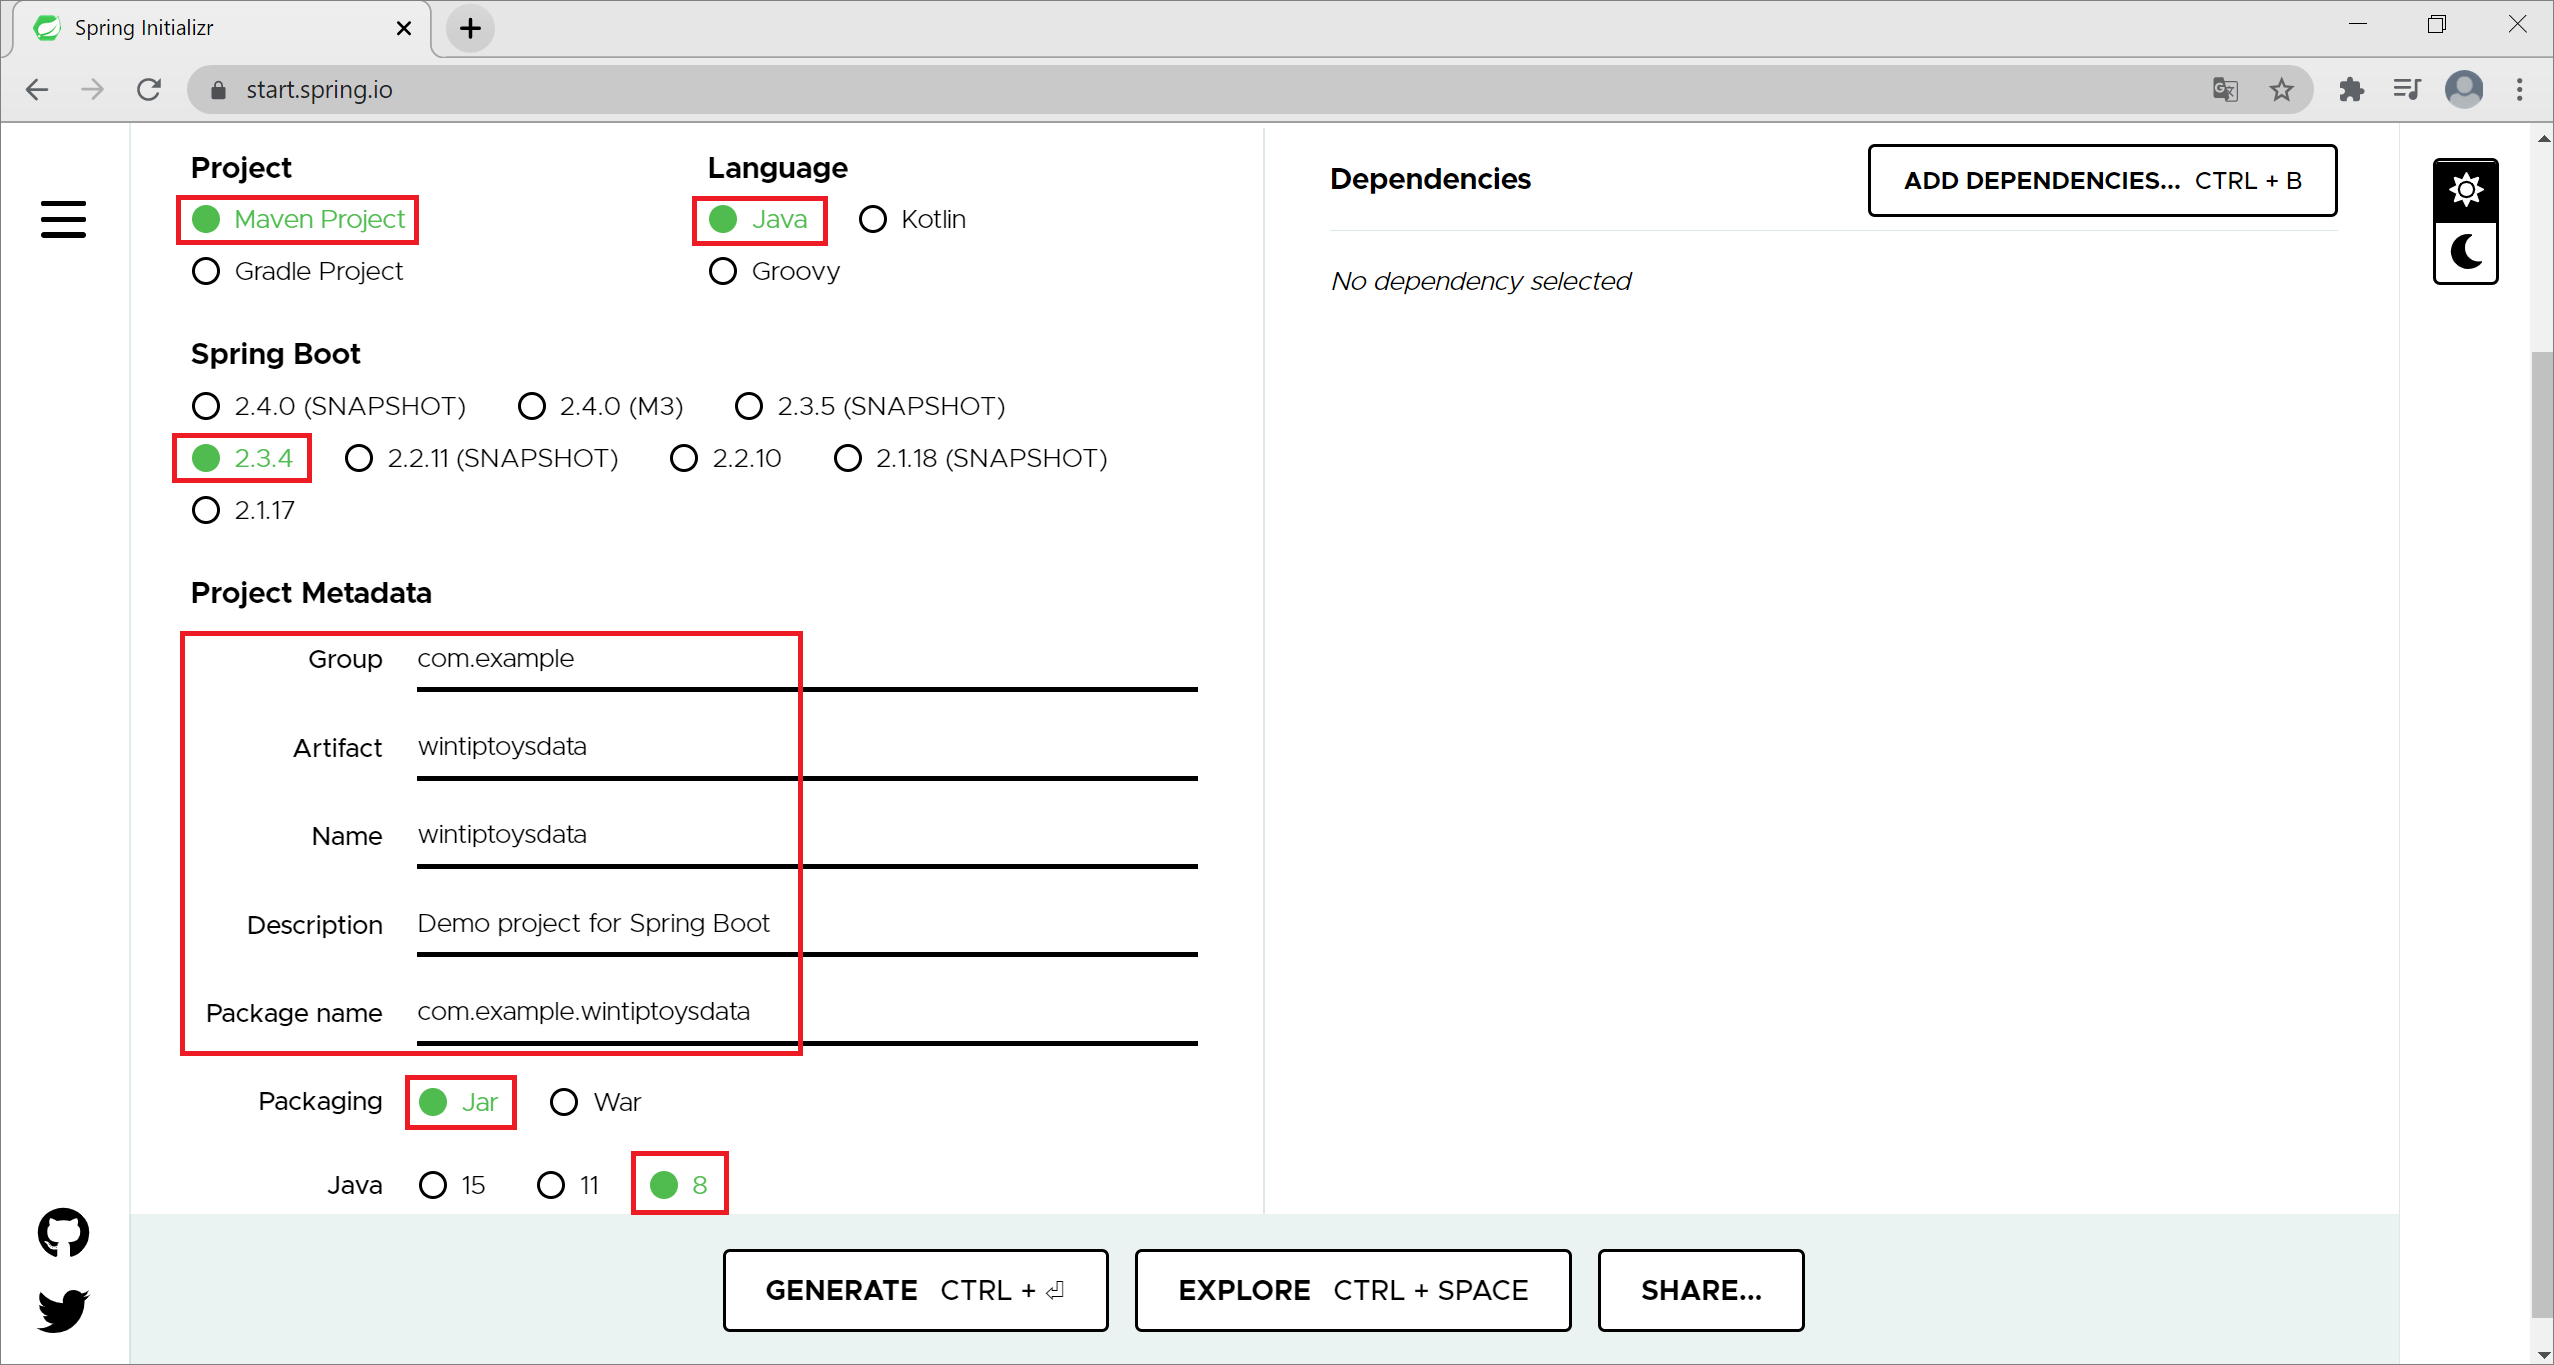 Spring Initializr
start.spring.io
Project
Maven Project
Gradle Project
Language
Java Kotlin
Groovy
Spring Boot
2.4.0 (SNAPSHOT) 2.4.0 (M3) 2.3.5 (SNAPSHOT)
2.3.4 2.2.11 (SNAPSHOT) 2.2.10 2.1.18 (SNAPSHOT)
2.1.17
Project Metadata
Group com.example
Artifact wintiptoysdata
Name wintiptoysdata
Description Demo project for Spring Boot
Package name com.example.wintiptoysdata
Packaging Jar War
Java 15 11 8
Dependencies
ADD DEPENDENCIES... CTRL + B
No dependency selected
GENERATE CTRL + ⏎
EXPLORE CTRL + SPACE
SHARE...